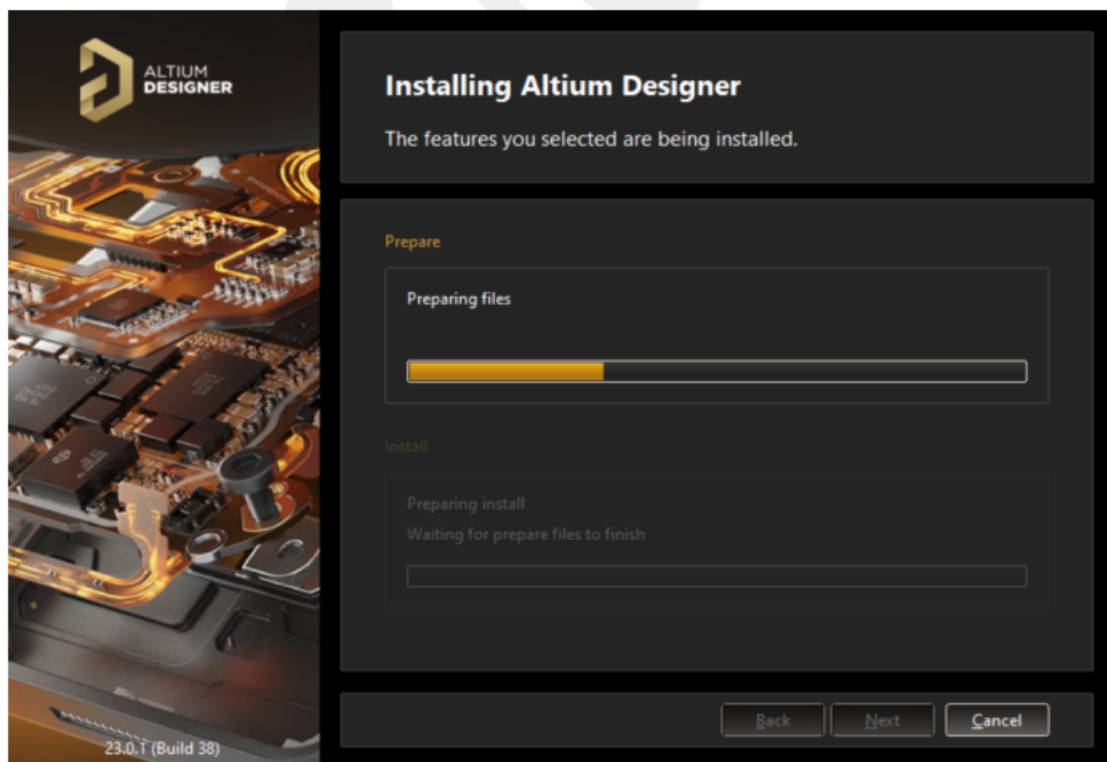 ALTIUM
DESIGNER
Installing Altium Designer
The features you selected are being installed.
Prepare
Preparing files
Install
Preparing install
Waiting for prepare files to finish
23.0.1 (Build 38)
Back
Next
Cancel